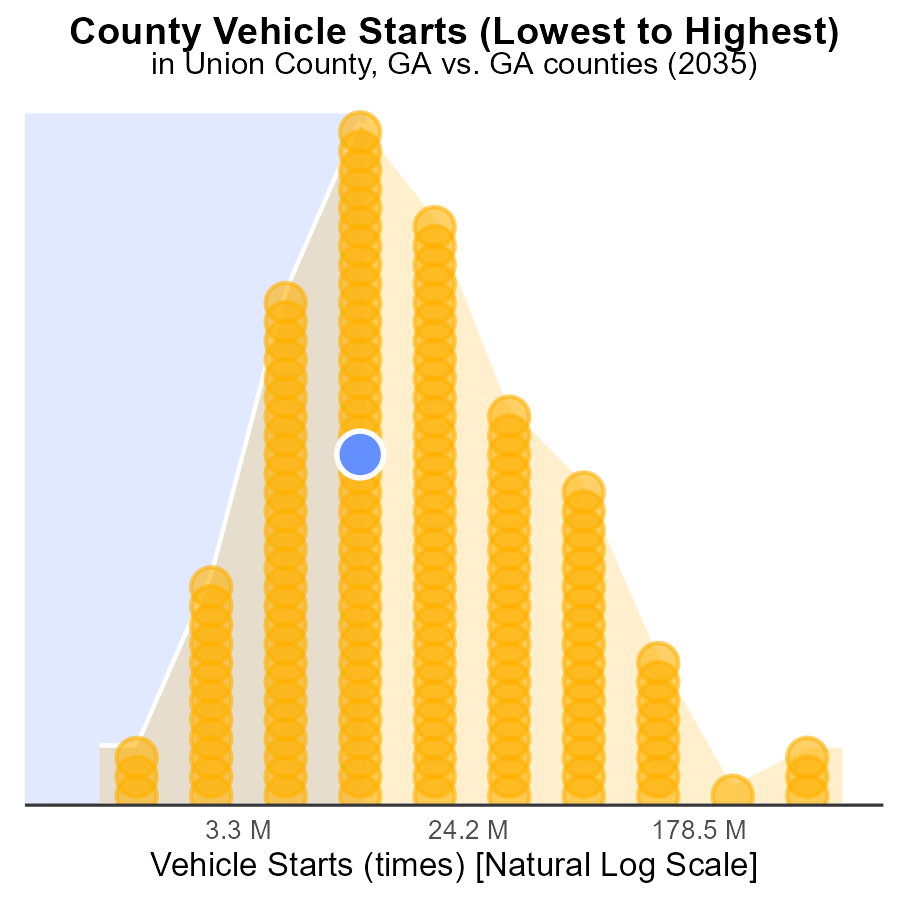 County Vehicle Starts (Lowest to Highest)
in Union County, GA vs. GA counties (2035)
3.3 M 24.2 M 178.5 M
Vehicle Starts (times) [Natural Log Scale]